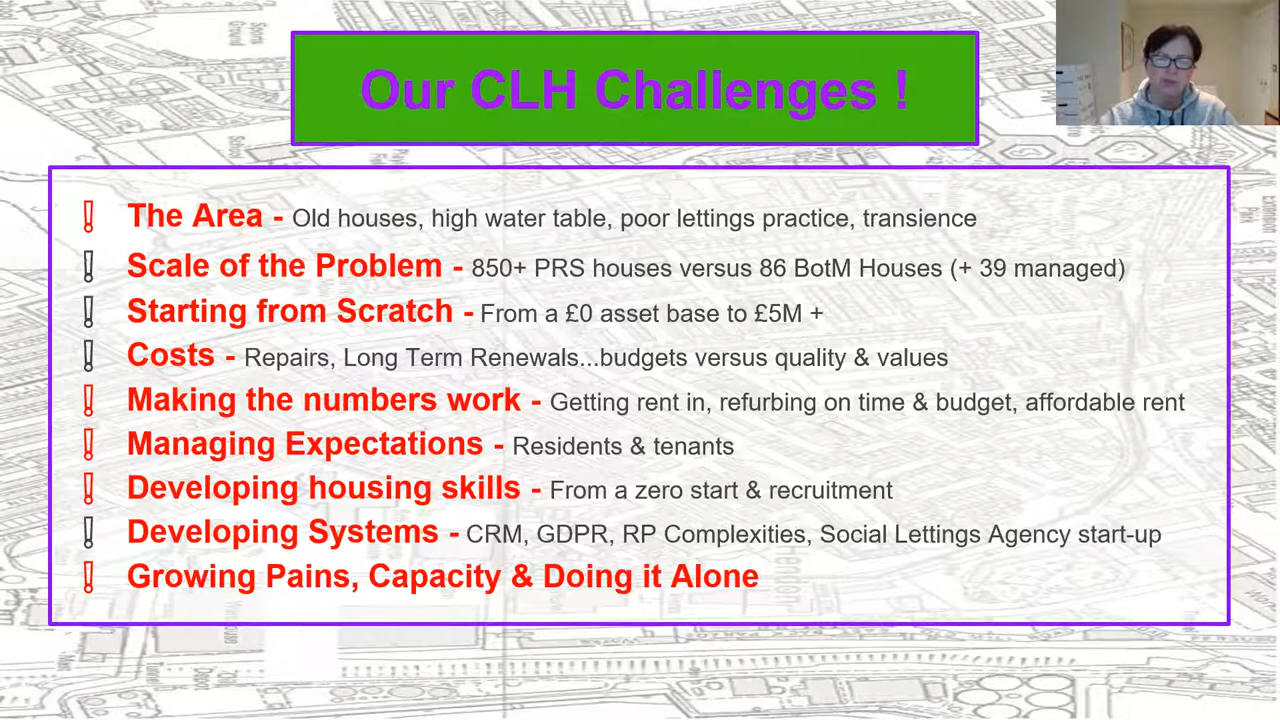 Our CLH Challenges !
The Area - Old houses, high water table, poor lettings practice, transience
Scale of the Problem - 850+ PRS houses versus 86 BotM Houses (+ 39 managed)
Starting from Scratch - From a £0 asset base to £5M +
Costs - Repairs, Long Term Renewals...budgets versus quality & values
Making the numbers work - Getting rent in, refurbing on time & budget, affordable rent
Managing Expectations - Residents & tenants
Developing housing skills - From a zero start & recruitment
Developing Systems - CRM, GDPR, RP Complexities, Social Lettings Agency start-up
Growing Pains, Capacity & Doing it Alone